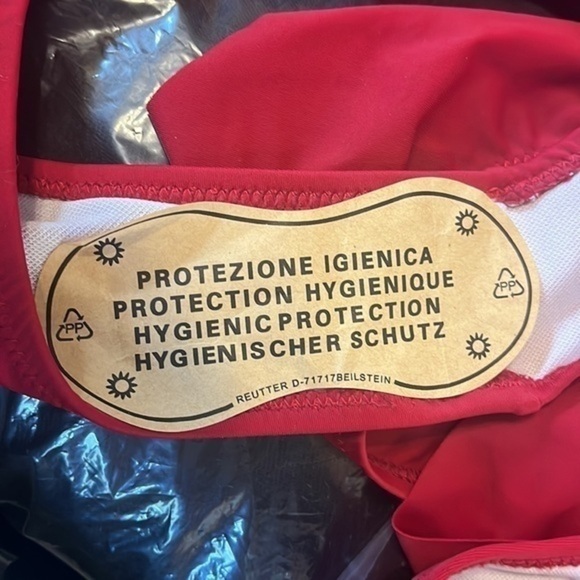 PROTEZIONE IGIENICA
PROTECTION HYGIENIQUE
HYGIENIC PROTECTION
HYGIENISCHER SCHUTZ
PP
PP
REUTTER D-71717BEILSTEIN